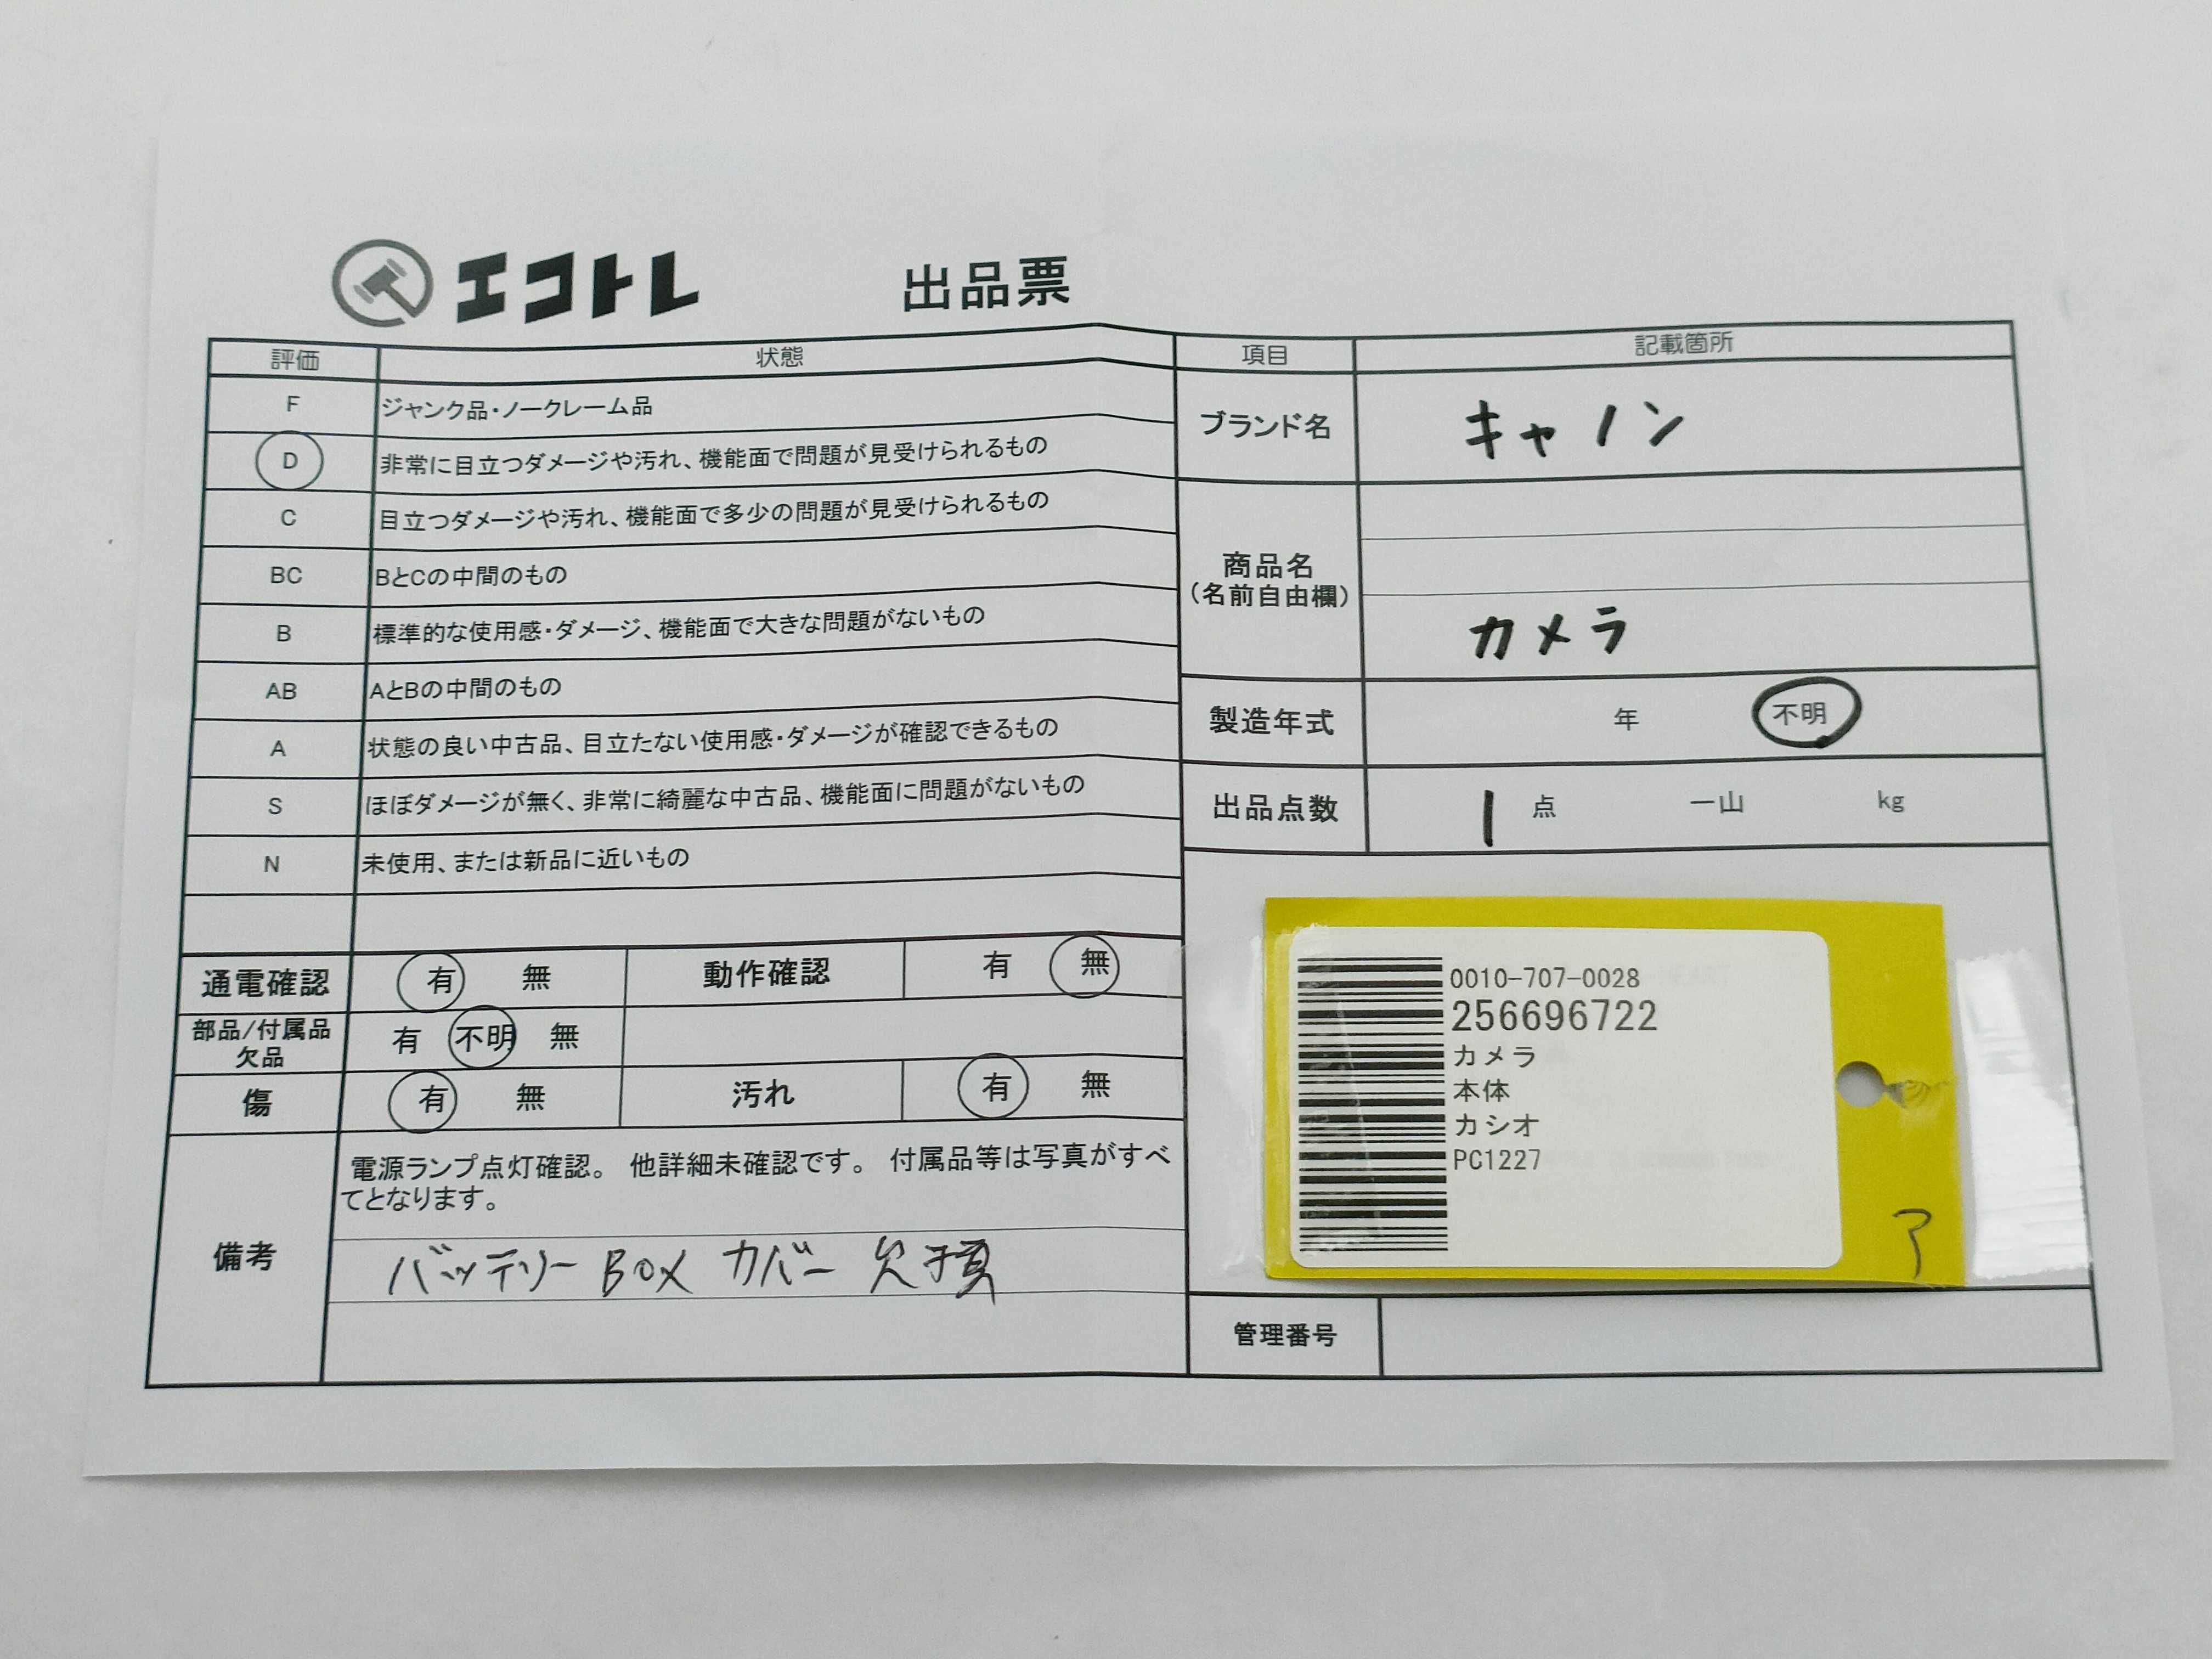 エコトレ 出品票
評価 状態
F ジャンク品・ノークレーム品
D 非常に目立つダメージや汚れ、機能面で問題が見受けられるもの
C 目立つダメージや汚れ、機能面で多少の問題が見受けられるもの
BC BとCの中間のもの
B 標準的な使用感・ダメージ、機能面で大きな問題がないもの
AB AとBの中間のもの
A 状態の良い中古品、目立たない使用感・ダメージが確認できるもの
S ほぼダメージが無く、非常に綺麗な中古品、機能面に問題がないもの
N 未使用、または新品に近いもの
通電確認 有 無 動作確認 有 無
部品/付属品
欠品 有 不明 無
傷 有 無 汚れ 有 無
備考
電源ランプ点灯確認。 他詳細未確認です。 付属品等は写真がすべ
てとなります。
バッテリーBOX カバー 欠損
項目 記載箇所
ブランド名 キャノン
商品名
(名前自由欄)
カメラ
製造年式 年 不明
出品点数 1 点 一山 kg
0010-707-0028
256696722
カメラ
本体
カシオ
PC1227
ア
管理番号